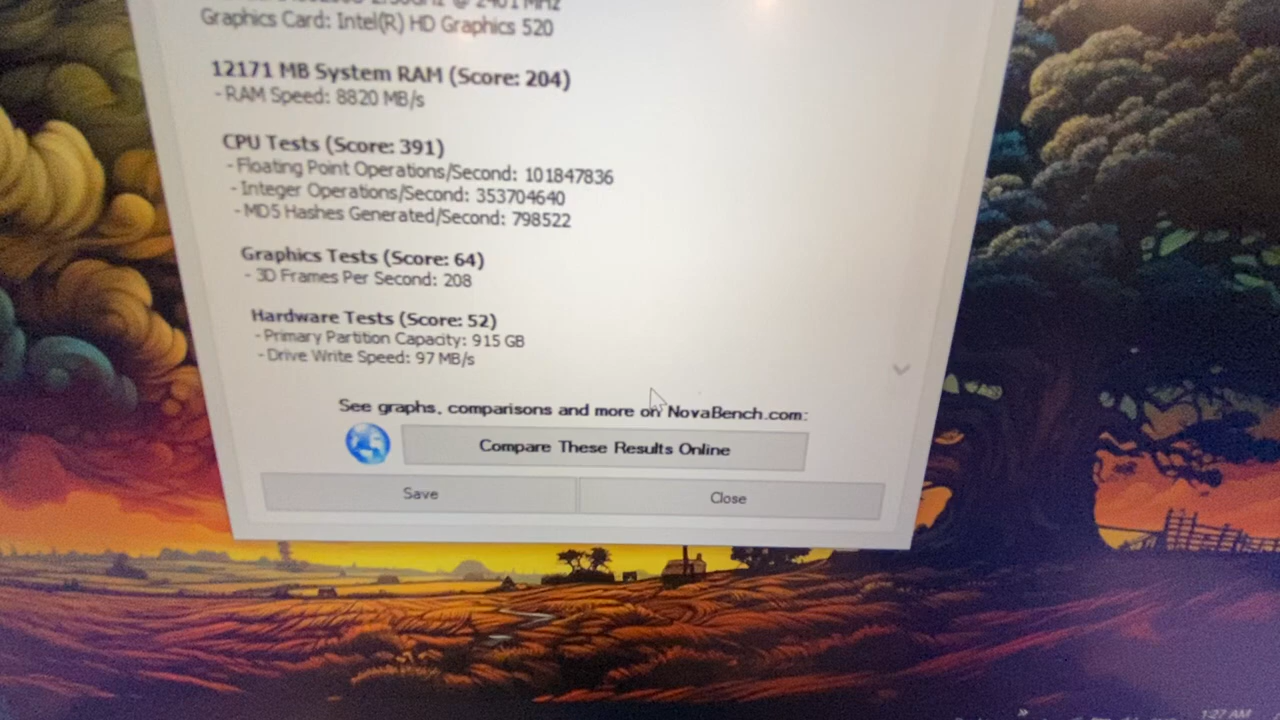 Graphics Card: Intel(R) HD Graphics 520
12171 MB System RAM (Score: 204)
- RAM Speed: 8820 MB/s
CPU Tests (Score: 391)
- Floating Point Operations/Second: 101847836
- Integer Operations/Second: 353704640
- MD5 Hashes Generated/Second: 798522
Graphics Tests (Score: 64)
- 3D Frames Per Second: 208
Hardware Tests (Score: 52)
- Primary Partition Capacity: 915 GB
- Drive Write Speed: 97 MB/s
See graphs, comparisons and more on NovaBench.com:
Compare These Results Online
Save
Close
1:27 AM